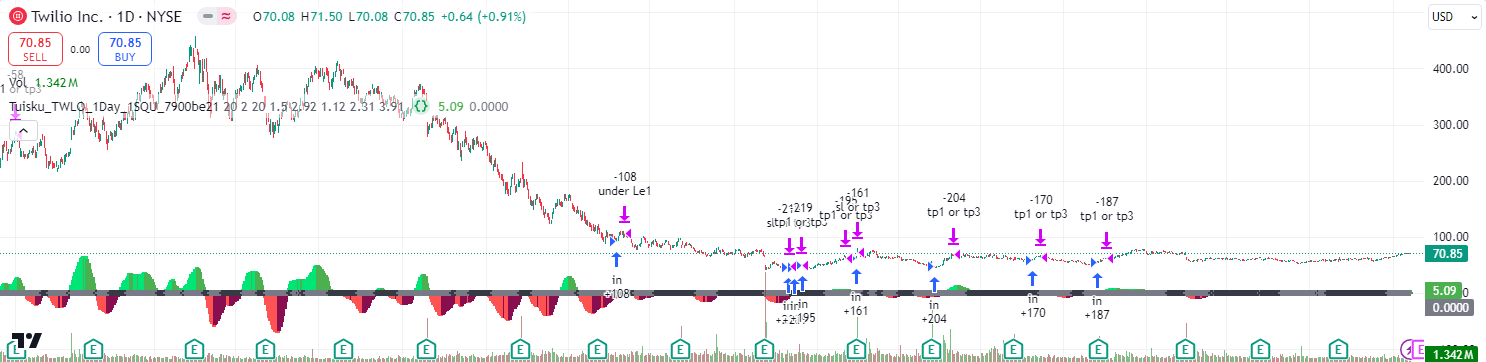 Twilio Inc. · 1D · NYSE
O70.08 H71.50 L70.08 C70.85 +0.64 (+0.91%)
USD
70.85
SELL
0.00
70.85
BUY
-58
Vol 1.342 M
1 or tp3
Tuisku_TWLO_1Day_1SQU_7900be21 20 2 20 1.5 2.92 1.12 2.31 3.91 5.09 0.0000
400.00
300.00
200.00
100.00
70.85
5.09
0.0000
1.342 M
-108
under Le1
in
+108
-219
tp1 or tp3
in
+195
-161
sl or tp3
tp1 or tp3
in
+161
-204
tp1 or tp3
in
+204
-170
tp1 or tp3
in
+170
-187
tp1 or tp3
in
+187
E E E E E E E E E E E E E E E E